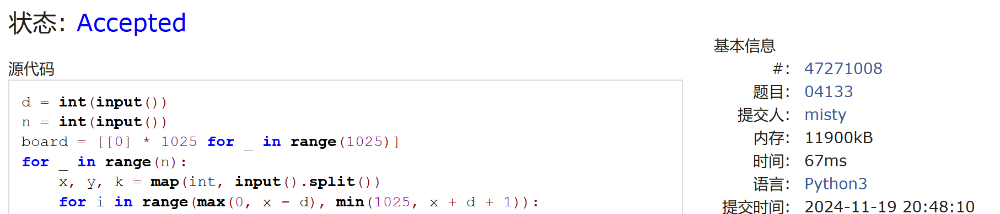 状态: Accepted
源代码
d = int(input())
n = int(input())
board = [[0] * 1025 for _ in range(1025)]
for _ in range(n):
    x, y, k = map(int, input().split())
    for i in range(max(0, x - d), min(1025, x + d + 1)):
基本信息
#: 47271008
题目: 04133
提交人: misty
内存: 11900kB
时间: 67ms
语言: Python3
提交时间: 2024-11-19 20:48:10